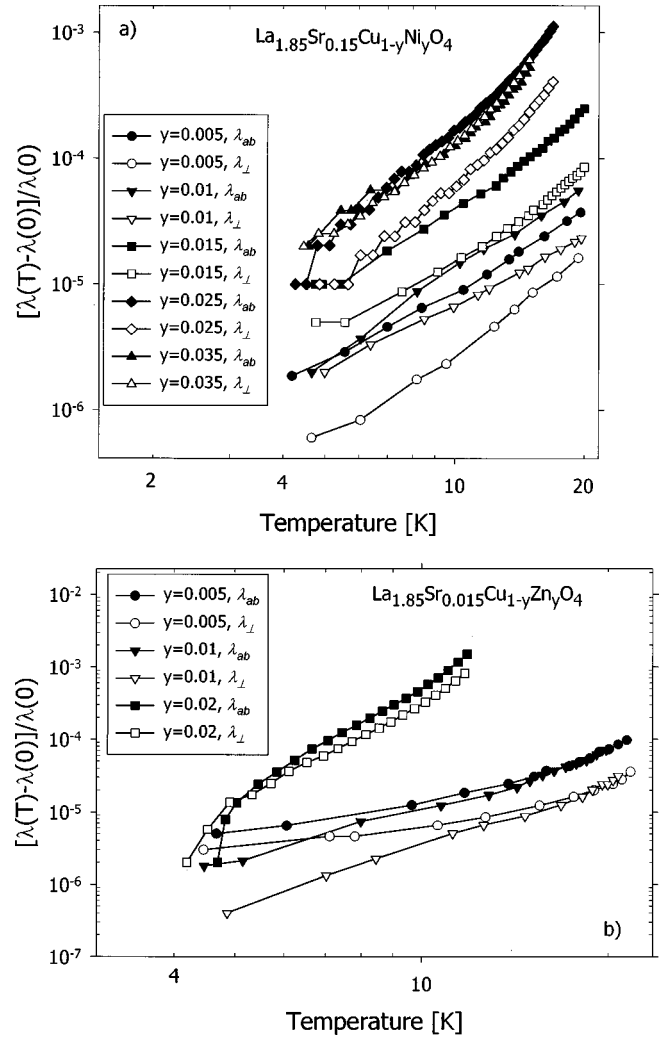 a)
La1.85Sr0.15Cu1-yNiyO4
10-3
10-4
10-5
10-6
[λ(T)-λ(0)]/λ(0)
y=0.005, λab
y=0.005, λ⊥
y=0.01, λab
y=0.01, λ⊥
y=0.015, λab
y=0.015, λ⊥
y=0.025, λab
y=0.025, λ⊥
y=0.035, λab
y=0.035, λ⊥
2 4 10 20
Temperature [K]
La1.85Sr0.015Cu1-yZnyO4
10-2
10-3
10-4
10-5
10-6
10-7
[λ(T)-λ(0)]/λ(0)
y=0.005, λab
y=0.005, λ⊥
y=0.01, λab
y=0.01, λ⊥
y=0.02, λab
y=0.02, λ⊥
b)
4 10
Temperature [K]